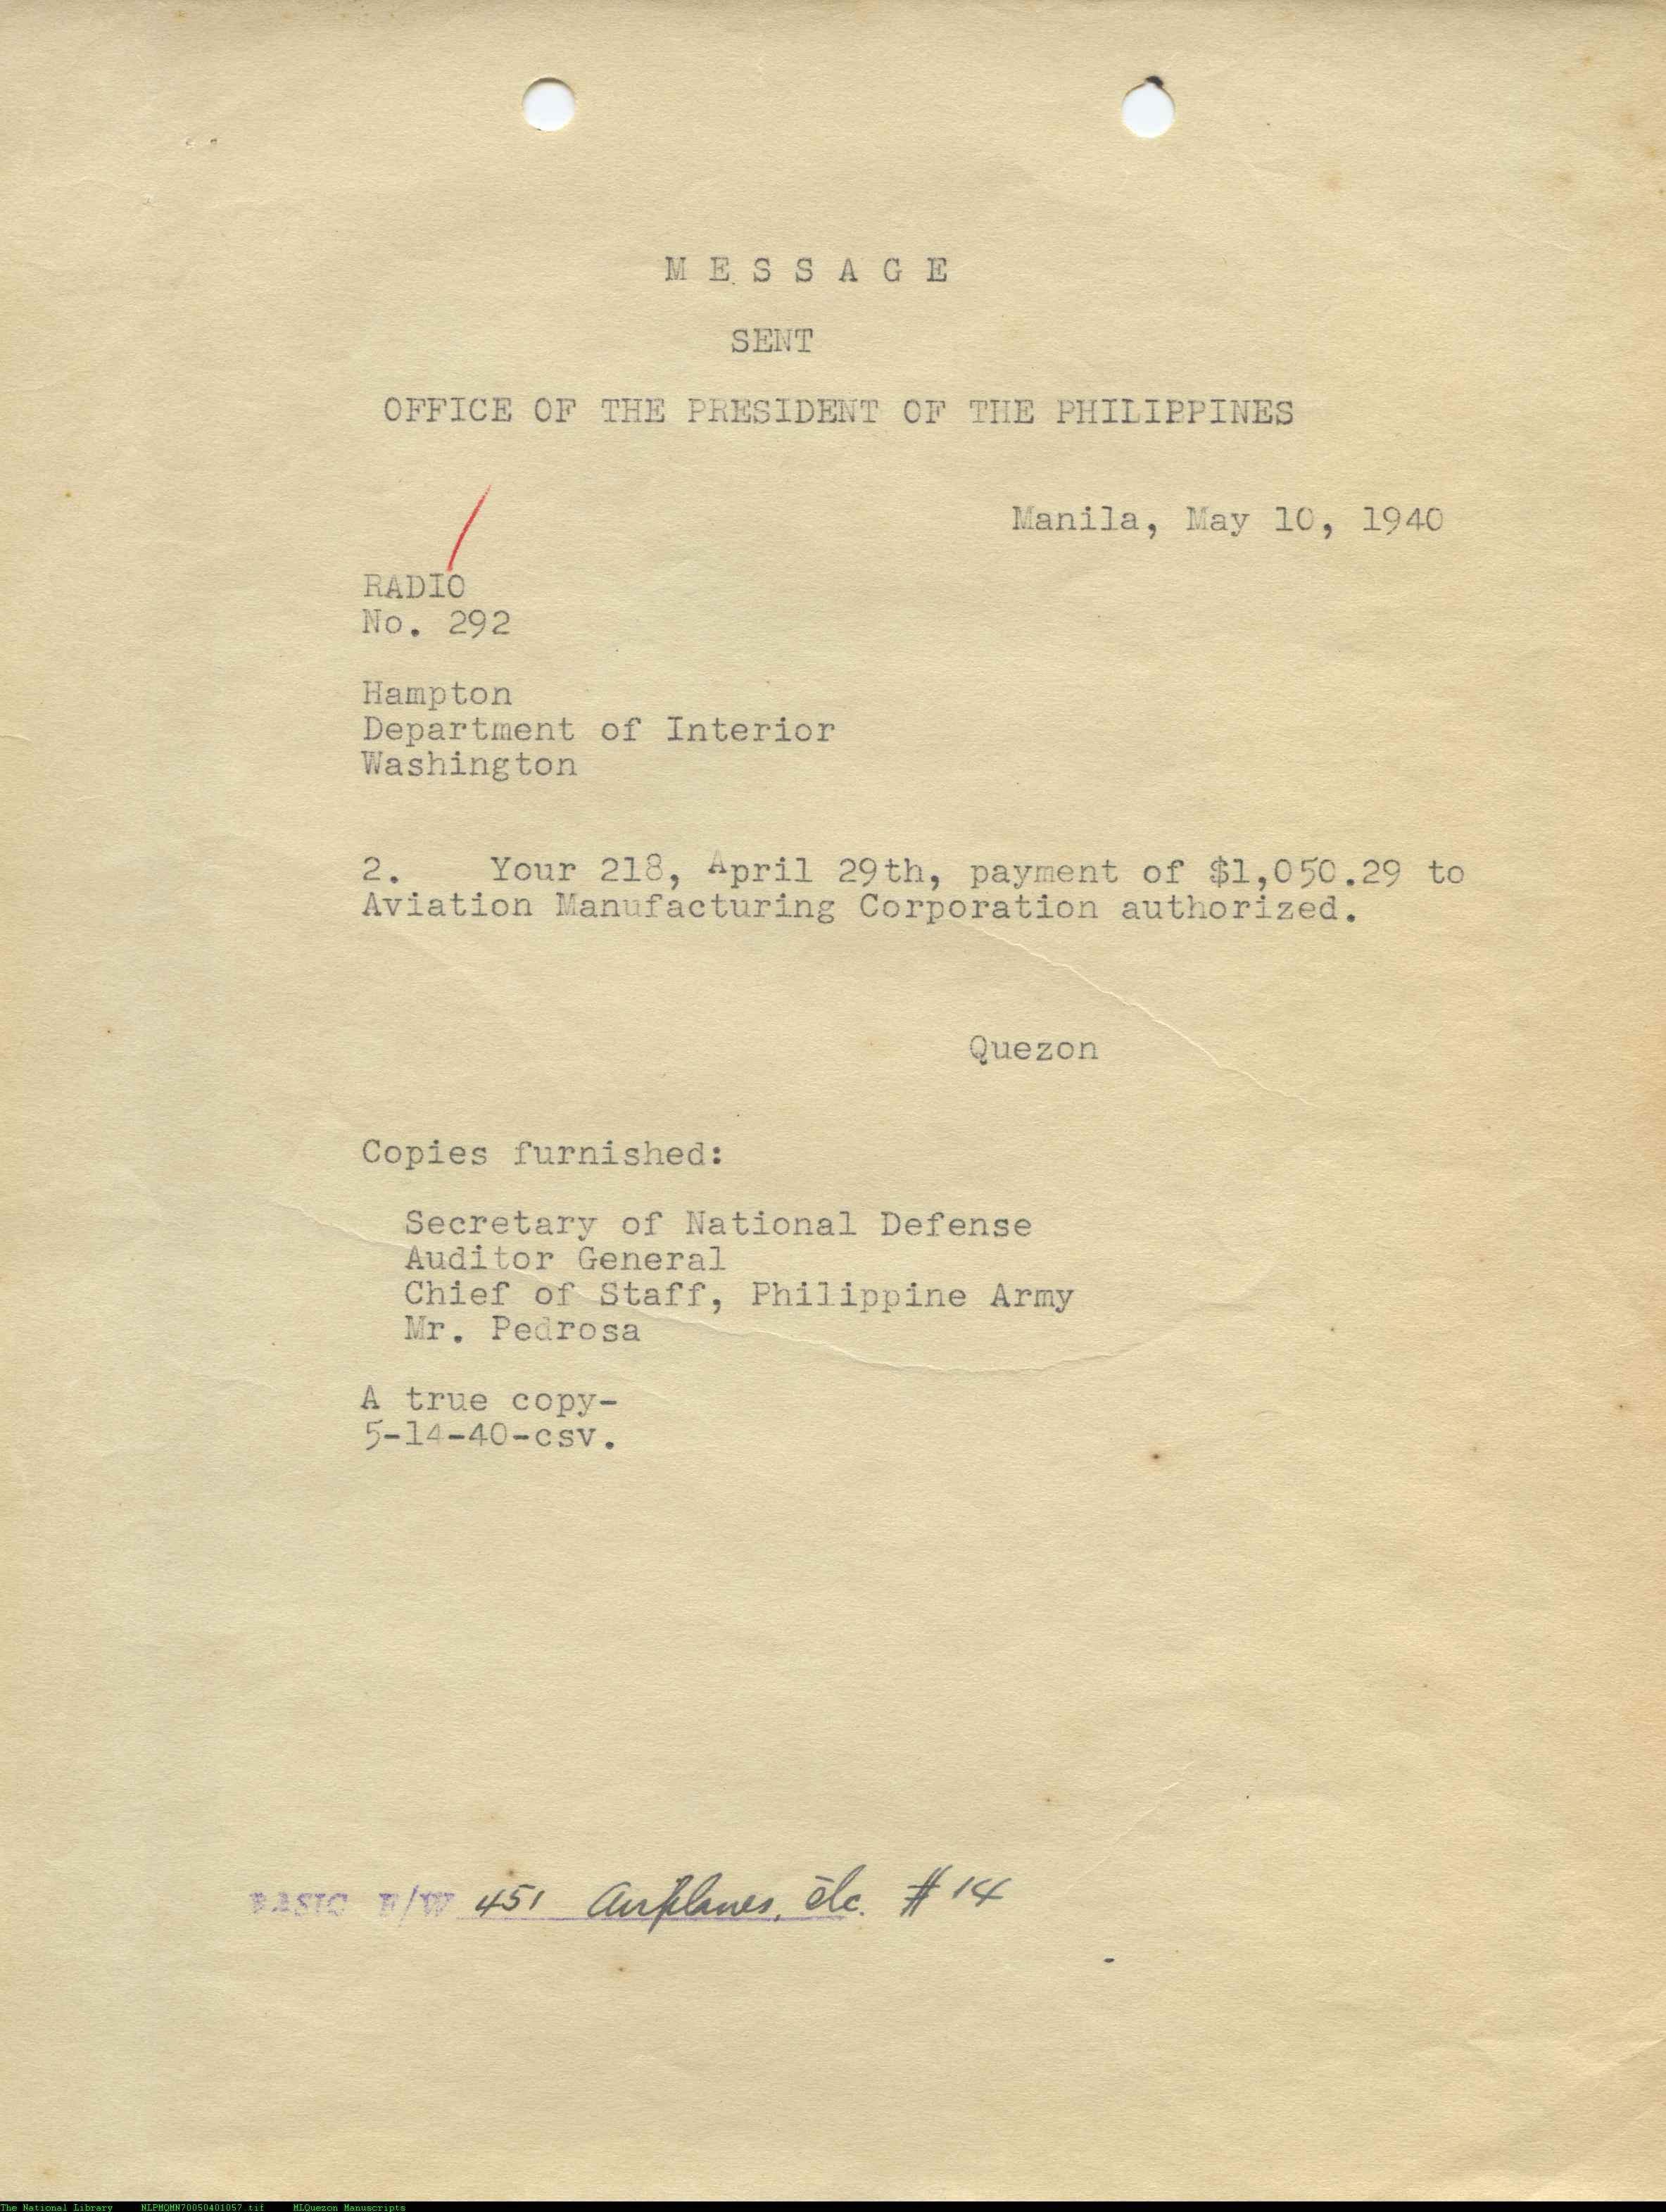 M E S S A G E
SENT
OFFICE OF THE PRESIDENT OF THE PHILIPPINES
Manila, May 10, 1940
RADIO
No. 292
Hampton
Department of Interior
Washington
2. Your 218, April 29th, payment of $1,050.29 to
Aviation Manufacturing Corporation authorized.
Quezon
Copies furnished:
Secretary of National Defense
Auditor General
Chief of Staff, Philippine Army
Mr. Pedrosa
A true copy-
5-14-40-csv.
BASIC F/W 451 Airplanes, etc. #14
The National Library NLPMQMN70050401057.tif MLQuezon Manuscripts